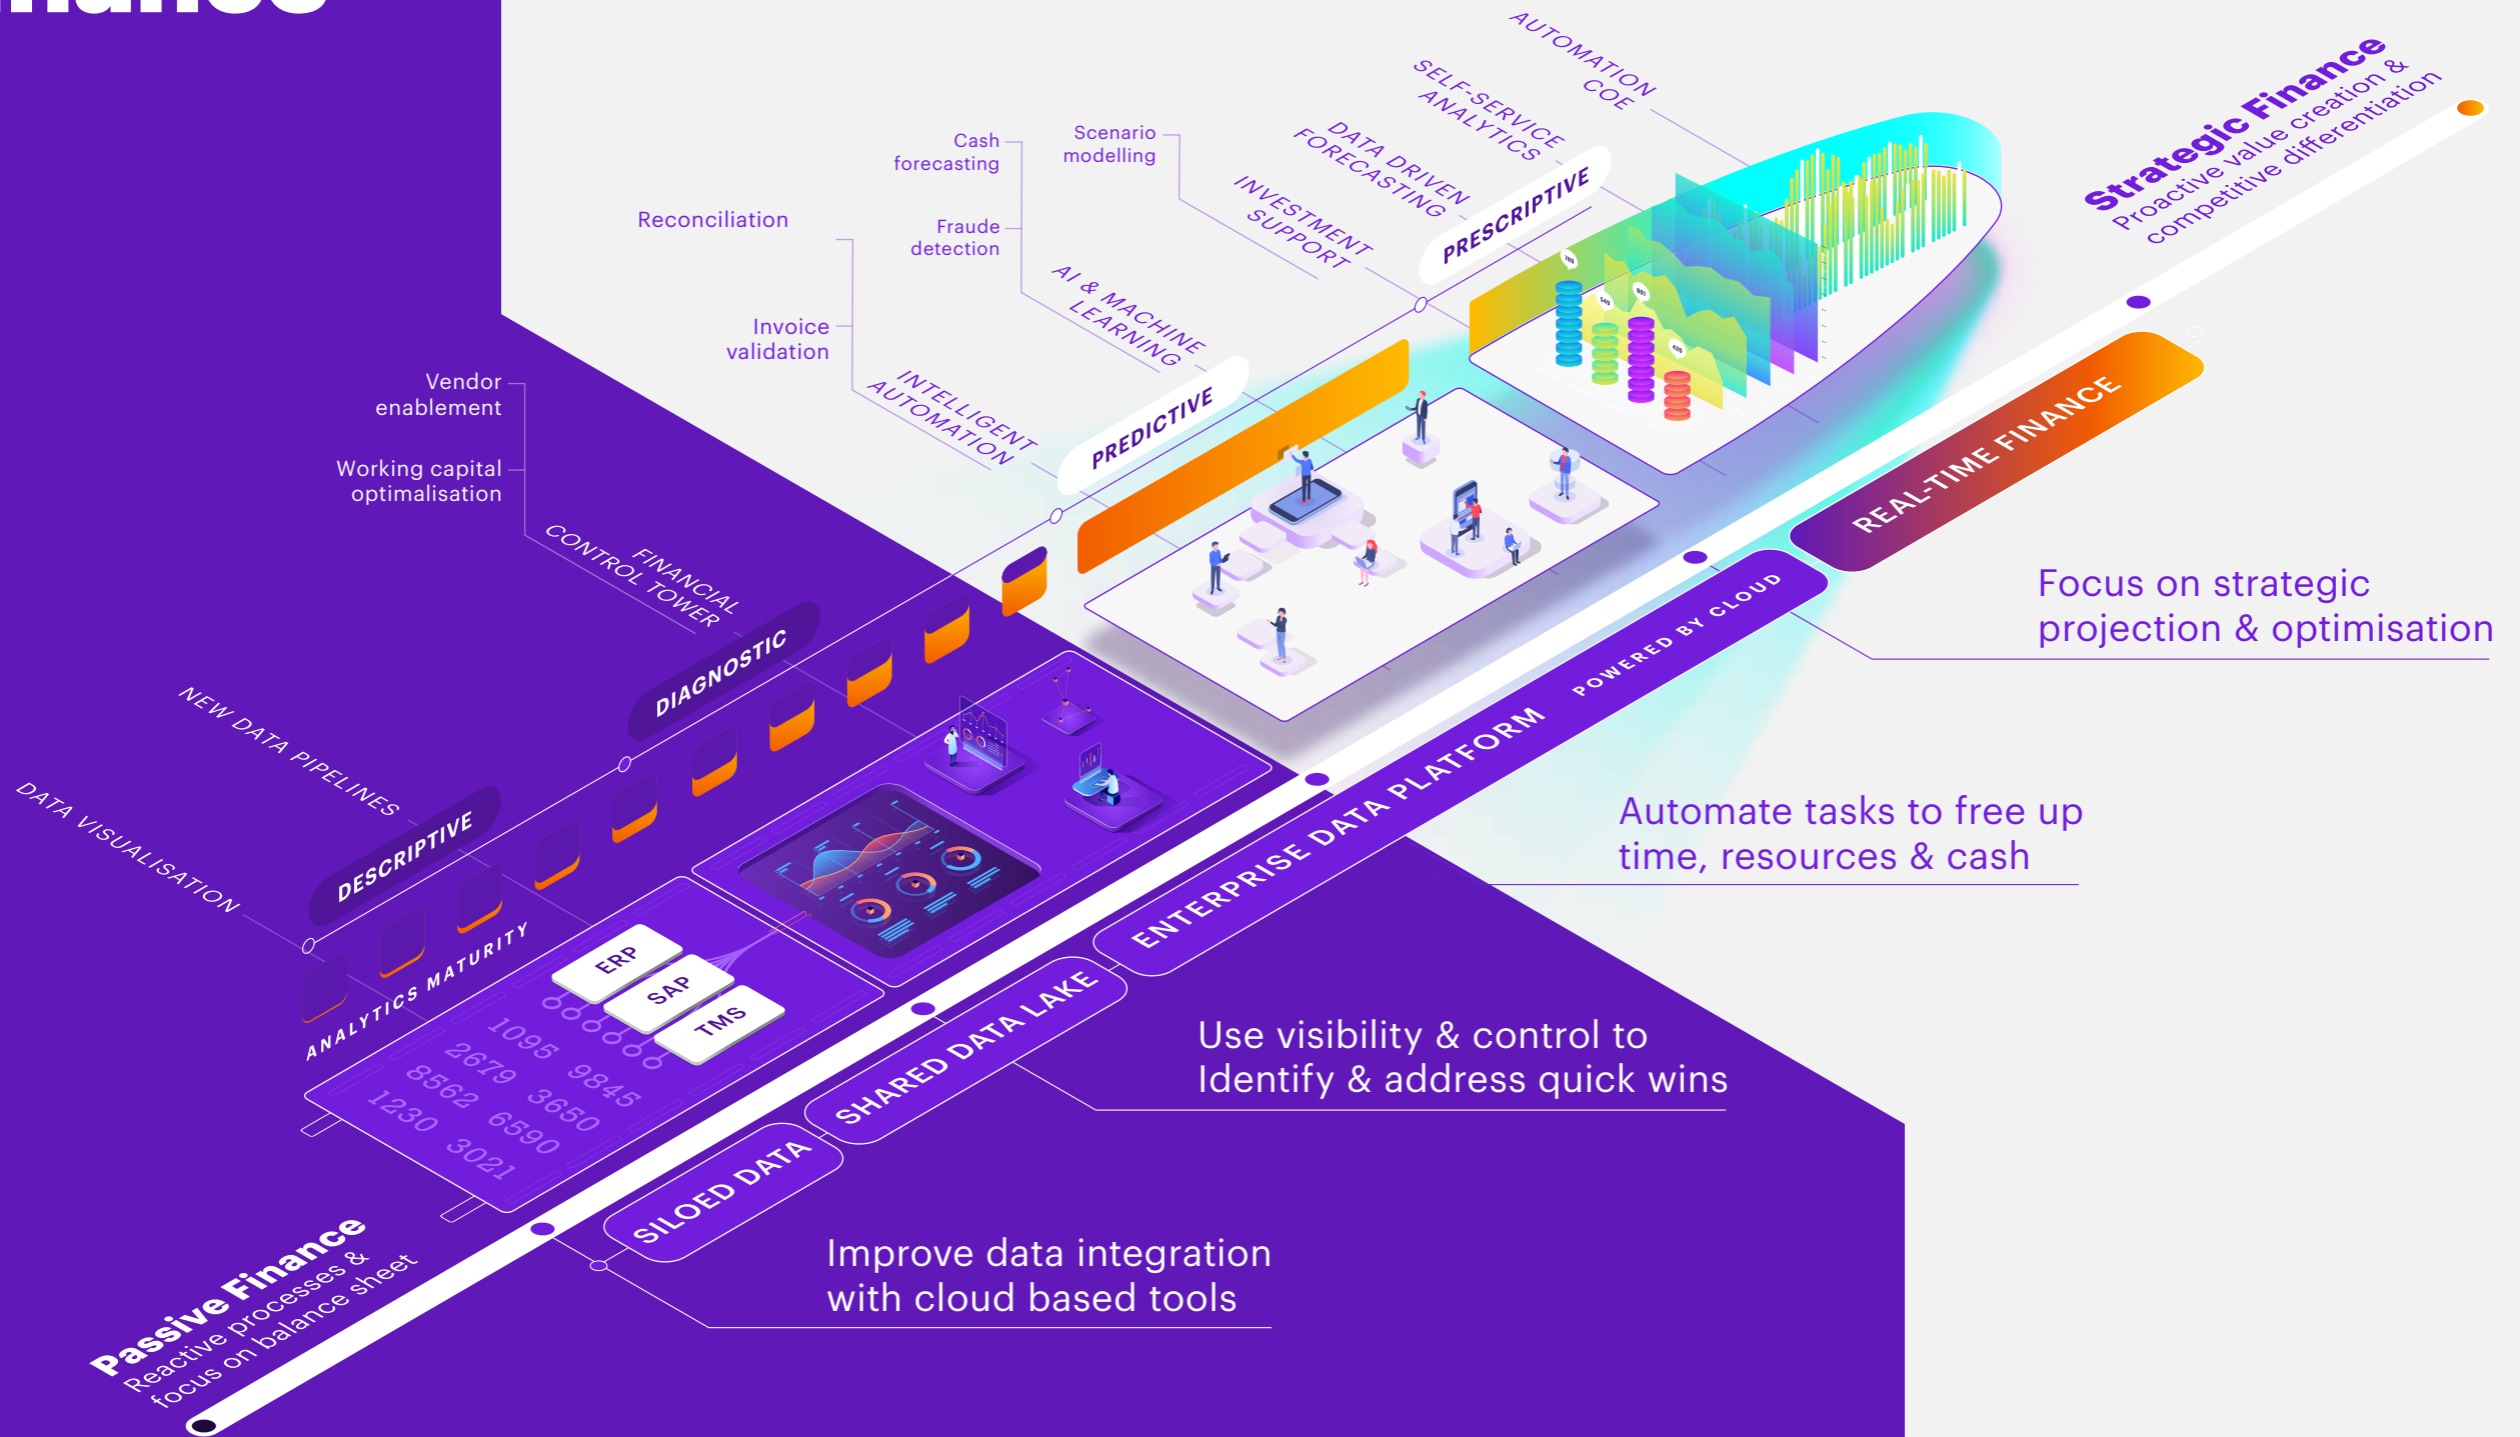 AUTOMATION
COE
SELF-SERVICE
ANALYTICS
DATA DRIVEN
FORECASTING
INVESTMENT
SUPPORT
PRESCRIPTIVE
Strategic Finance
Proactive value creation &
competitive differentiation
Cash
forecasting
Scenario
modelling
Fraude
detection
AI & MACHINE
LEARNING
PREDICTIVE
Reconciliation
Invoice
validation
INTELLIGENT
AUTOMATION
Vendor
enablement
Working capital
optimalisation
FINANCIAL
CONTROL TOWER
DIAGNOSTIC
NEW DATA PIPELINES
DATA VISUALISATION
DESCRIPTIVE
ANALYTICS MATURITY
ERP
SAP
TMS
1095 9845
2679 3650
8562 6590
1230 3021
REAL-TIME FINANCE
Focus on strategic
projection & optimisation
ENTERPRISE DATA PLATFORM POWERED BY CLOUD
Automate tasks to free up
time, resources & cash
SHARED DATA LAKE
Use visibility & control to
Identify & address quick wins
SILOED DATA
Improve data integration
with cloud based tools
Passive Finance
Reactive processes &
focus on balance sheet